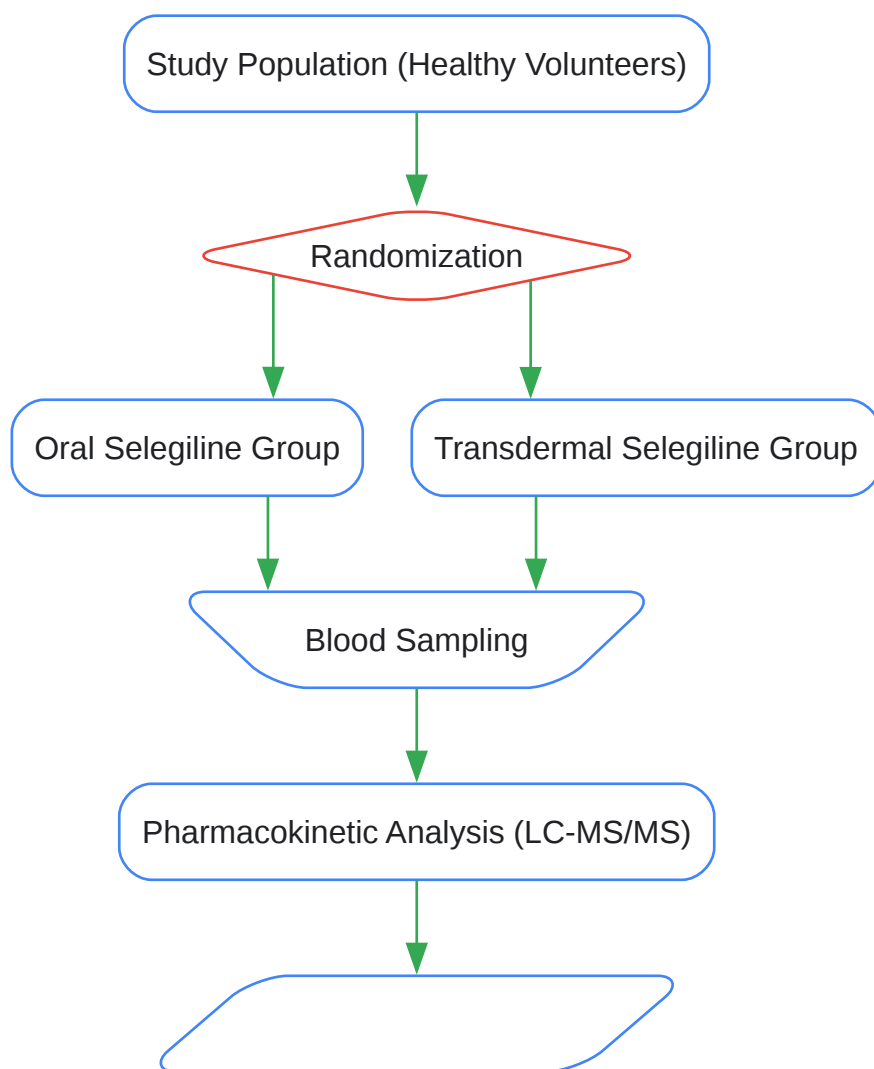 Study Population (Healthy Volunteers)
Randomization
Oral Selegiline Group
Transdermal Selegiline Group
Blood Sampling
Pharmacokinetic Analysis (LC-MS/MS)